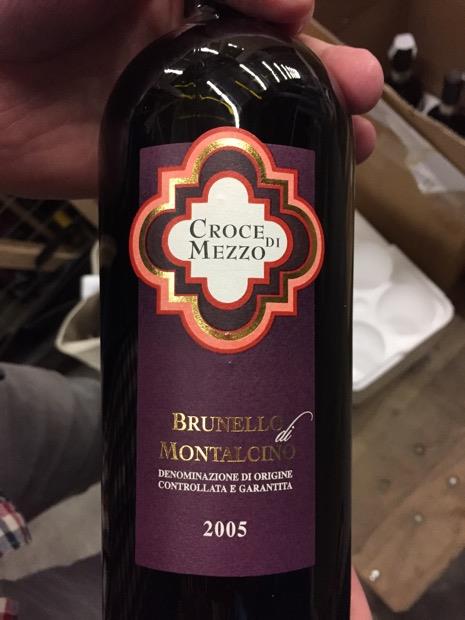 CROCE DI
MEZZO
BRUNELLO di
MONTALCINO
DENOMINAZIONE DI ORIGINE
CONTROLLATA E GARANTITA
2005